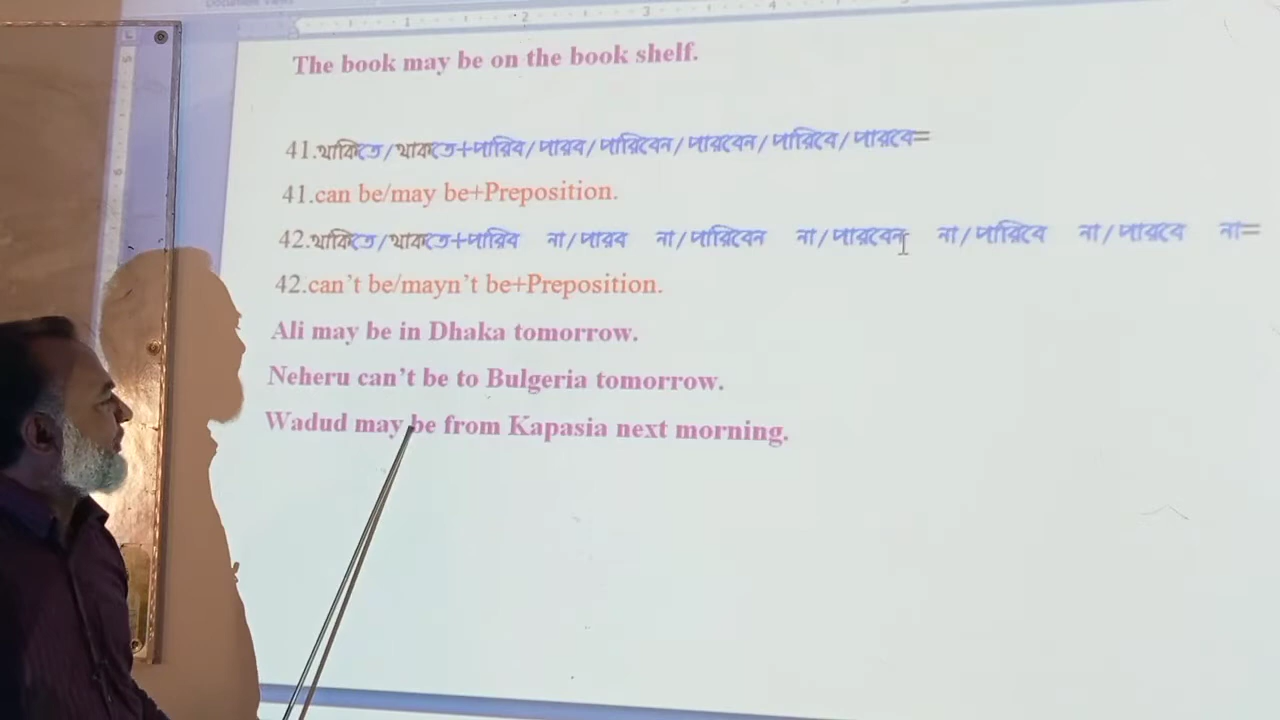 The book may be on the book shelf.
41.থাকিতে/থাকতে+পারিব/পারব/পারিবেন/পারবেন/পারিবে/পারবে=
41.can be/may be+Preposition.
42.থাকিতে/থাকতে+পারিব না/পারব না/পারিবেন না/পারবেন না/পারিবে না/পারবে না=
42.can’t be/mayn’t be+Preposition.
Ali may be in Dhaka tomorrow.
Neheru can’t be to Bulgeria tomorrow.
Wadud may be from Kapasia next morning.